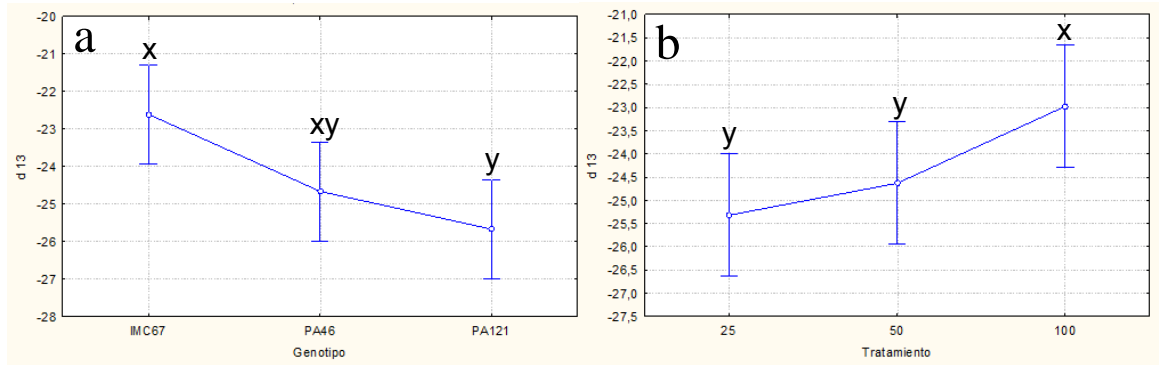 a
d 13
-20
-21
-22
-23
-24
-25
-26
-27
-28
x
xy
y
IMC67 PA46 PA121
Genotipo
b
d 13
-21,0
-21,5
-22,0
-22,5
-23,0
-23,5
-24,0
-24,5
-25,0
-25,5
-26,0
-26,5
-27,0
-27,5
y
y
x
25 50 100
Tratamiento